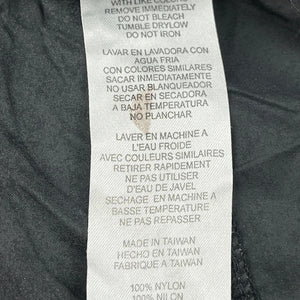 WITH LIKE COLORS
REMOVE IMMEDIATELY
DO NOT BLEACH
TUMBLE DRYLOW
DO NOT IRON
LAVAR EN LAVADORA CON
AGUA FRIA
CON COLORES SIMILARES
SACAR INMEDIATAMENTE
NO USAR BLANQUEADOR
SECAR EN SECADORA
A BAJA TEMPERATURA
NO PLANCHAR
LAVER EN MACHINE A
L'EAU FROIDE
AVEC COULEURS SIMILAIRES
RETIRER RAPIDEMENT
NE PAS UTILISER
D'EAU DE JAVEL
SECHAGE EN MACHINE A
BASSE TEMPERATURE
NE PAS REPASSER
MADE IN TAIWAN
HECHO EN TAIWAN
FABRIQUE A TAIWAN
100% NYLON
100% NILON